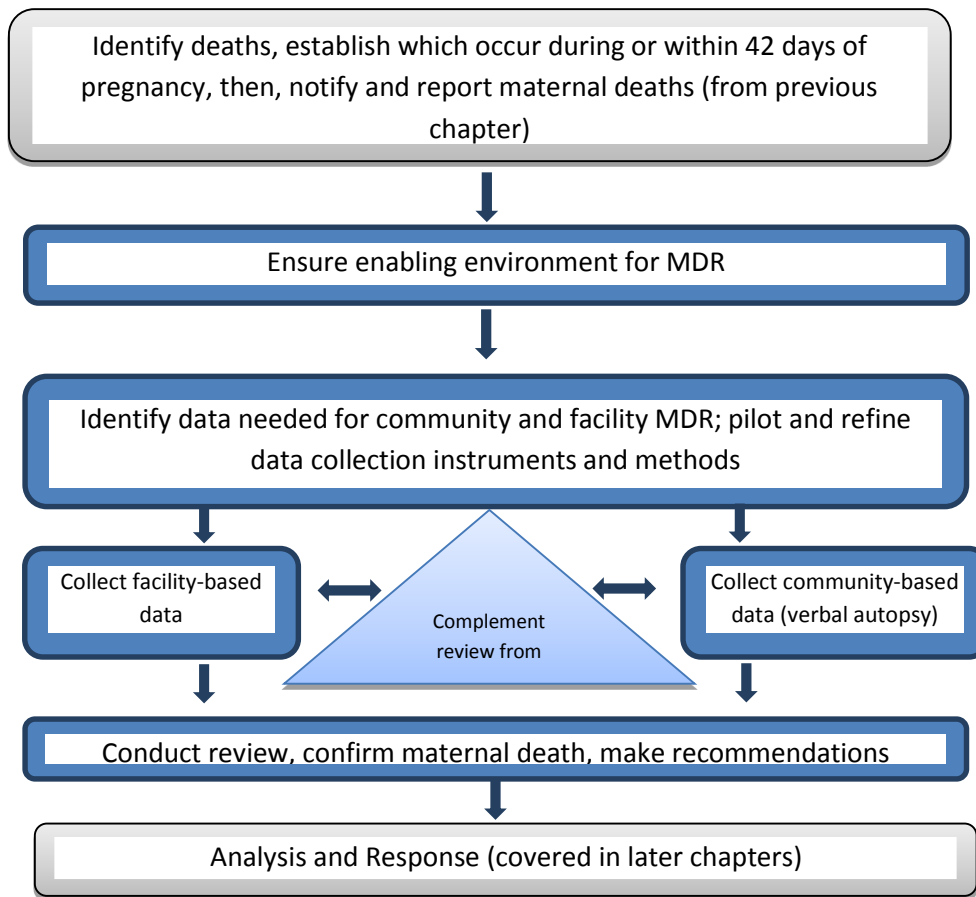 Identify deaths, establish which occur during or within 42 days of
pregnancy, then, notify and report maternal deaths (from previous
chapter)
Ensure enabling environment for MDR
Identify data needed for community and facility MDR; pilot and refine
data collection instruments and methods
Collect facility-based
data
Complement
review from
Collect community-based
data (verbal autopsy)
Conduct review, confirm maternal death, make recommendations
Analysis and Response (covered in later chapters)